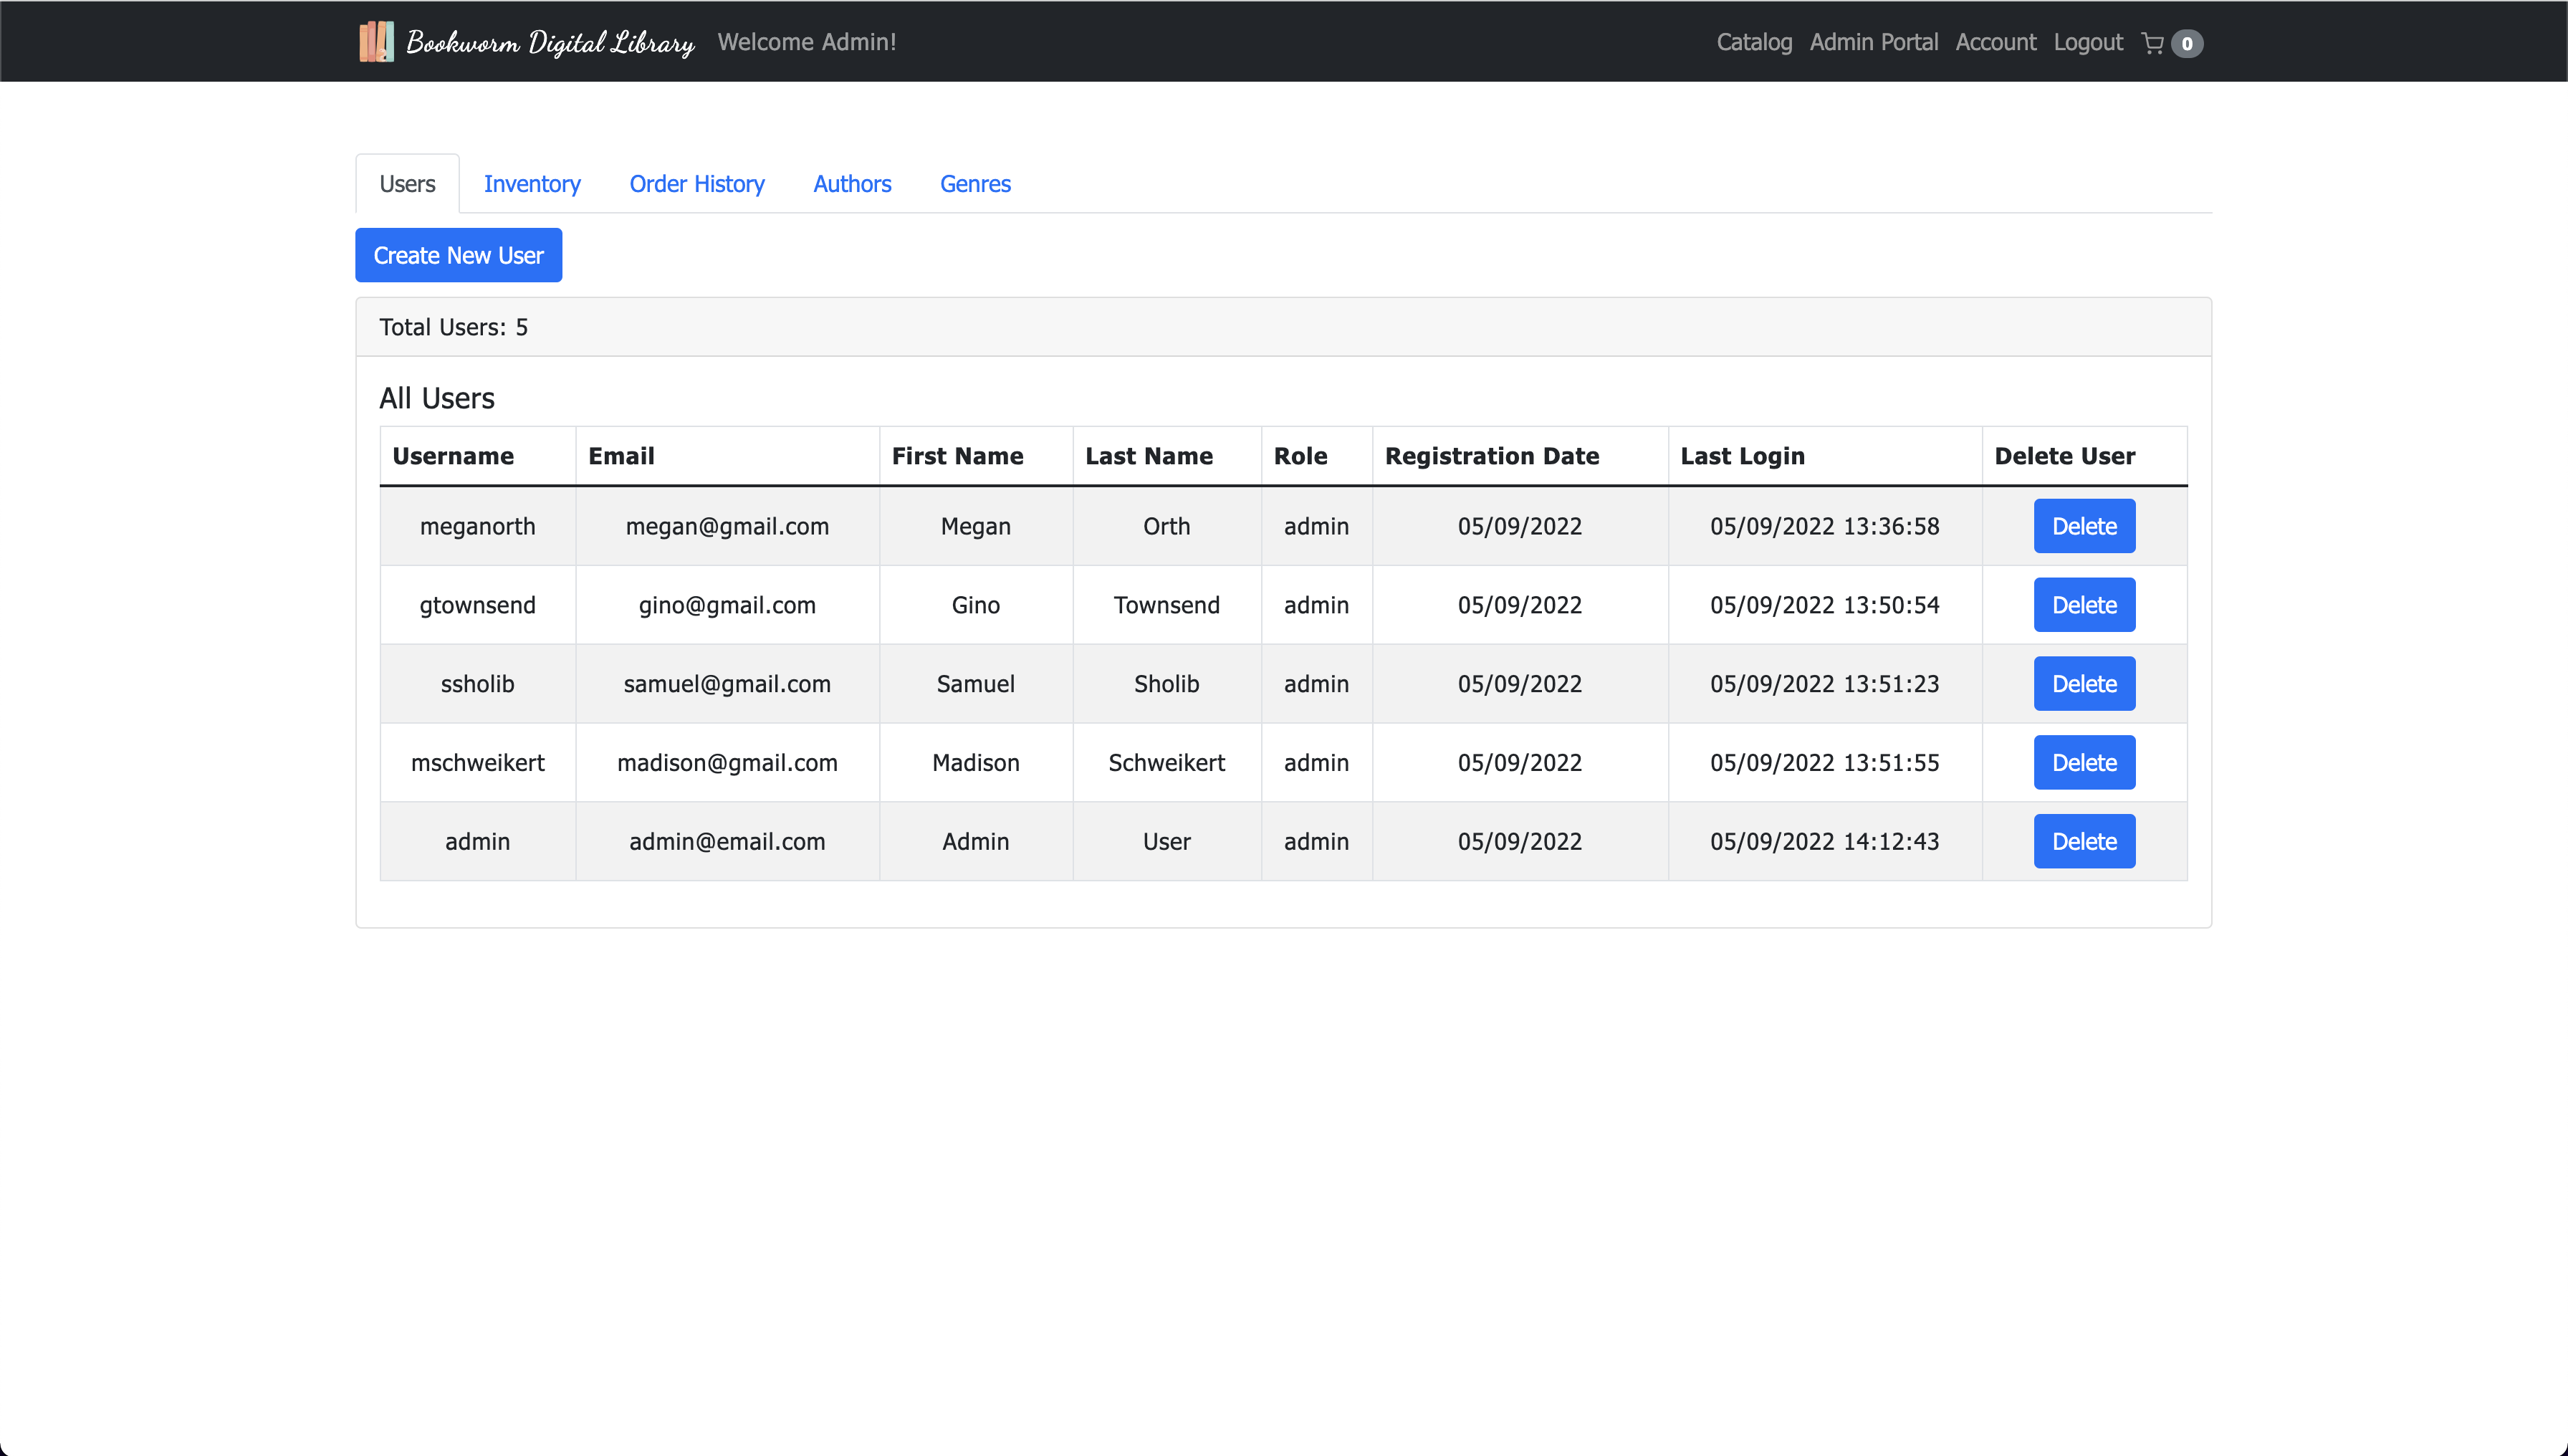 Bookworm Digital Library Welcome Admin! Catalog Admin Portal Account Logout 0
Users Inventory Order History Authors Genres
Create New User
Total Users: 5
All Users
Username Email First Name Last Name Role Registration Date Last Login Delete User
meganorth megan@gmail.com Megan Orth admin 05/09/2022 05/09/2022 13:36:58 Delete
gtownsend gino@gmail.com Gino Townsend admin 05/09/2022 05/09/2022 13:50:54 Delete
ssholib samuel@gmail.com Samuel Sholib admin 05/09/2022 05/09/2022 13:51:23 Delete
mschweikert madison@gmail.com Madison Schweikert admin 05/09/2022 05/09/2022 13:51:55 Delete
admin admin@email.com Admin User admin 05/09/2022 05/09/2022 14:12:43 Delete